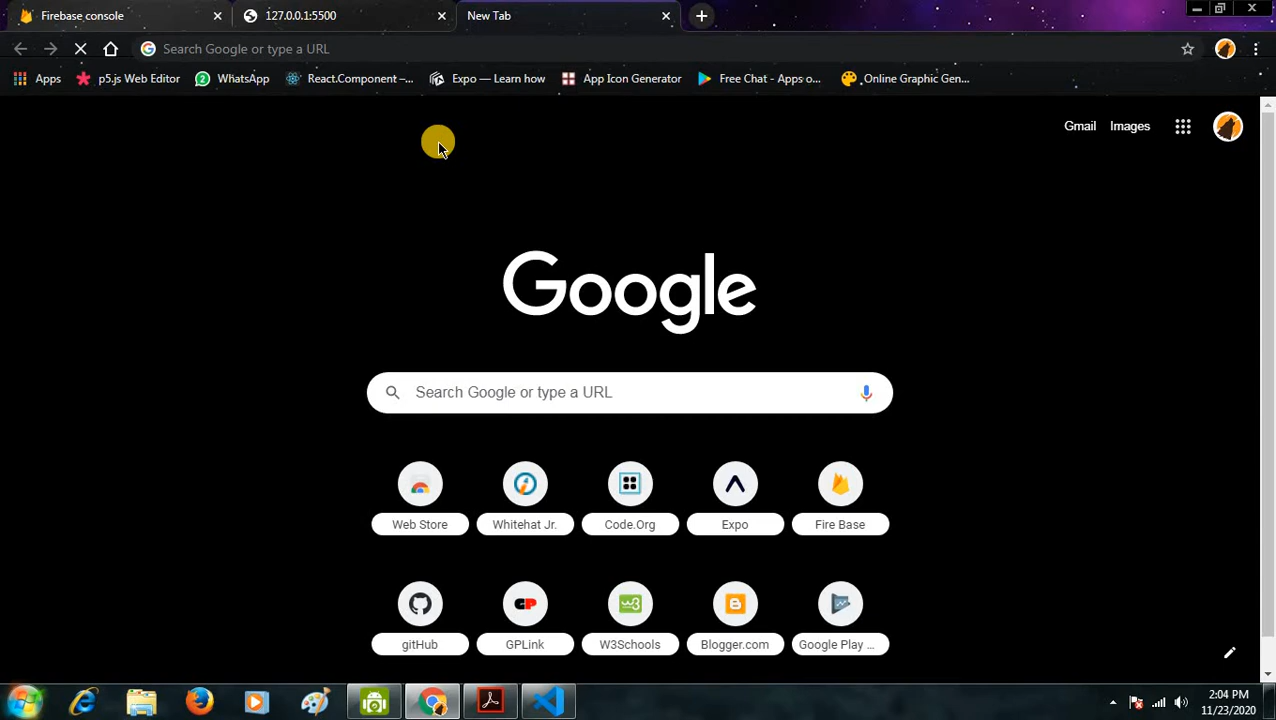 Firebase console
127.0.0.1:5500
New Tab
Search Google or type a URL
Apps
p5.js Web Editor
WhatsApp
React.Component –...
Expo — Learn how
App Icon Generator
Free Chat - Apps o...
Online Graphic Gen...
Gmail
Images
Google
Search Google or type a URL
Web Store
Whitehat Jr.
Code.Org
Expo
Fire Base
gitHub
GPLink
W3Schools
Blogger.com
Google Play ...
2:04 PM
11/23/2020